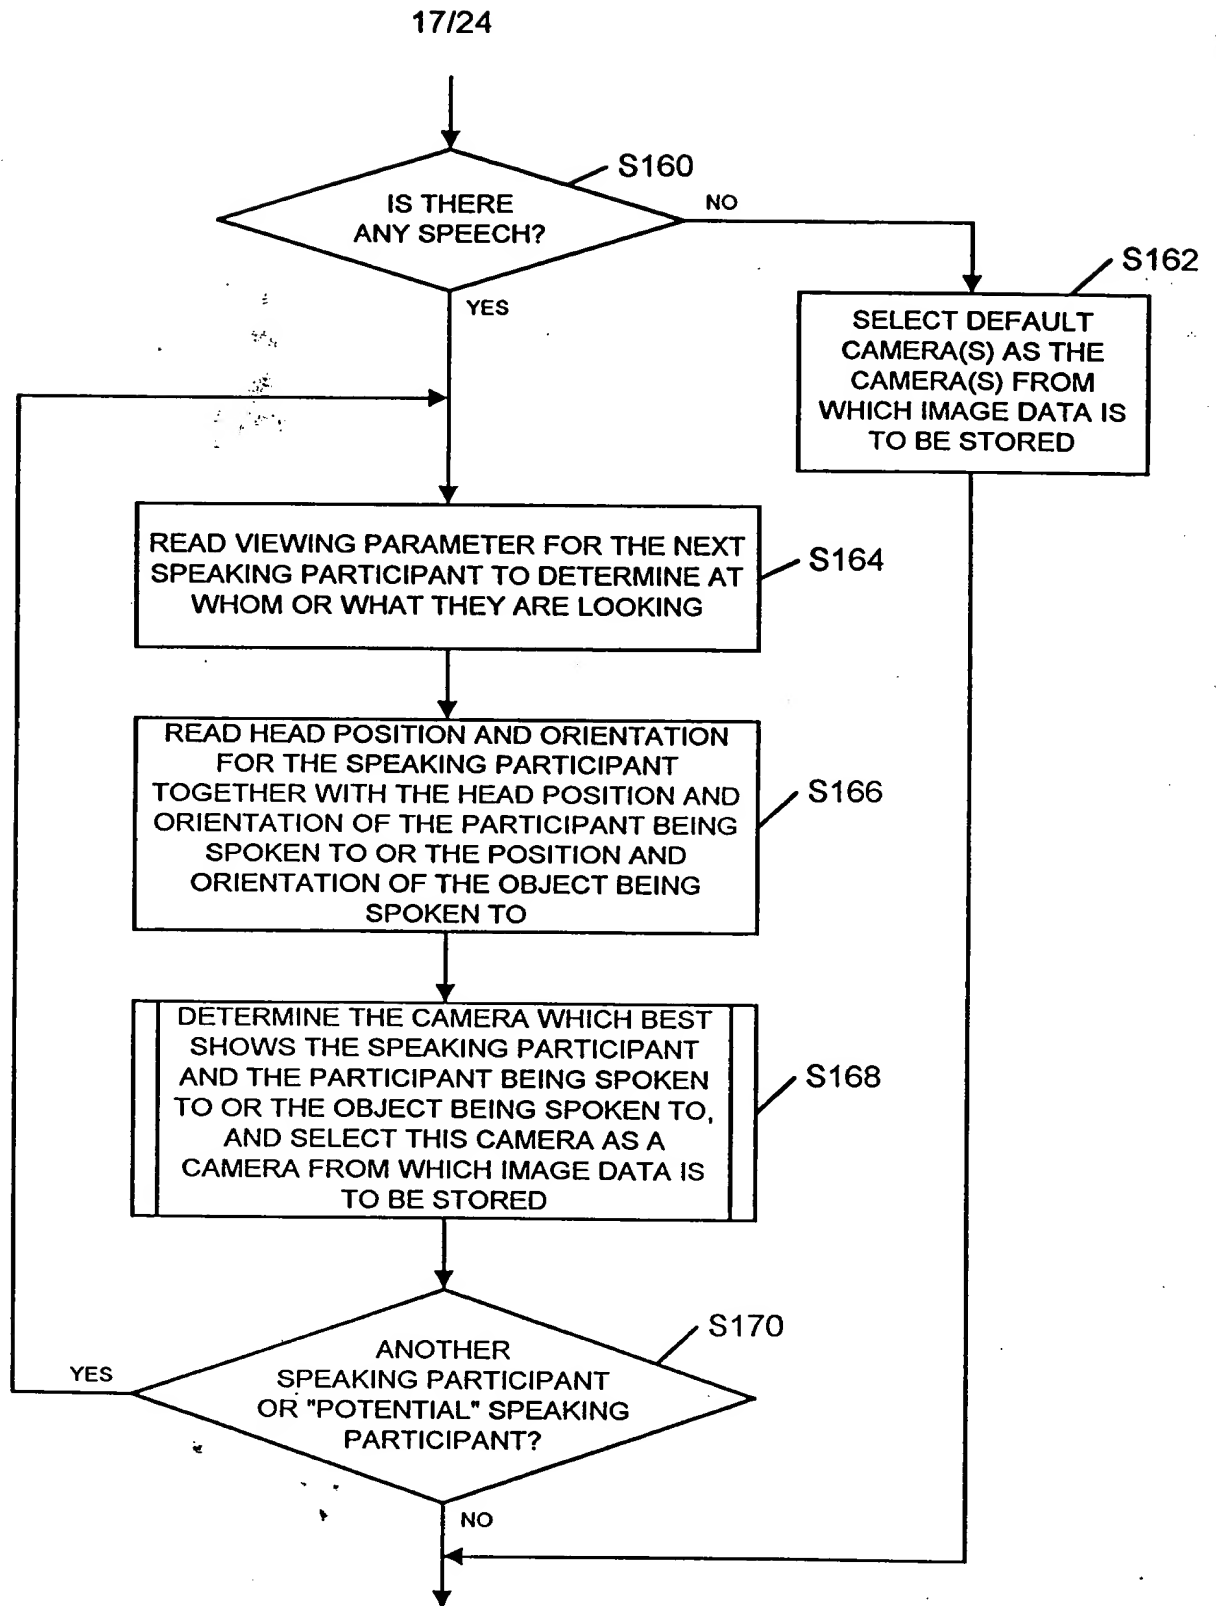 17/24
S160
IS THERE
ANY SPEECH?
NO
YES
S162
SELECT DEFAULT
CAMERA(S) AS THE
CAMERA(S) FROM
WHICH IMAGE DATA IS
TO BE STORED
READ VIEWING PARAMETER FOR THE NEXT
SPEAKING PARTICIPANT TO DETERMINE AT
WHOM OR WHAT THEY ARE LOOKING
S164
READ HEAD POSITION AND ORIENTATION
FOR THE SPEAKING PARTICIPANT
TOGETHER WITH THE HEAD POSITION AND
ORIENTATION OF THE PARTICIPANT BEING
SPOKEN TO OR THE POSITION AND
ORIENTATION OF THE OBJECT BEING
SPOKEN TO
S166
DETERMINE THE CAMERA WHICH BEST
SHOWS THE SPEAKING PARTICIPANT
AND THE PARTICIPANT BEING SPOKEN
TO OR THE OBJECT BEING SPOKEN TO,
AND SELECT THIS CAMERA AS A
CAMERA FROM WHICH IMAGE DATA IS
TO BE STORED
S168
S170
ANOTHER
SPEAKING PARTICIPANT
OR "POTENTIAL" SPEAKING
PARTICIPANT?
YES
NO